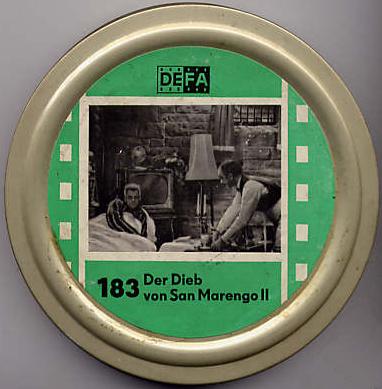 DEFA
183 Der Dieb
von San Marengo II